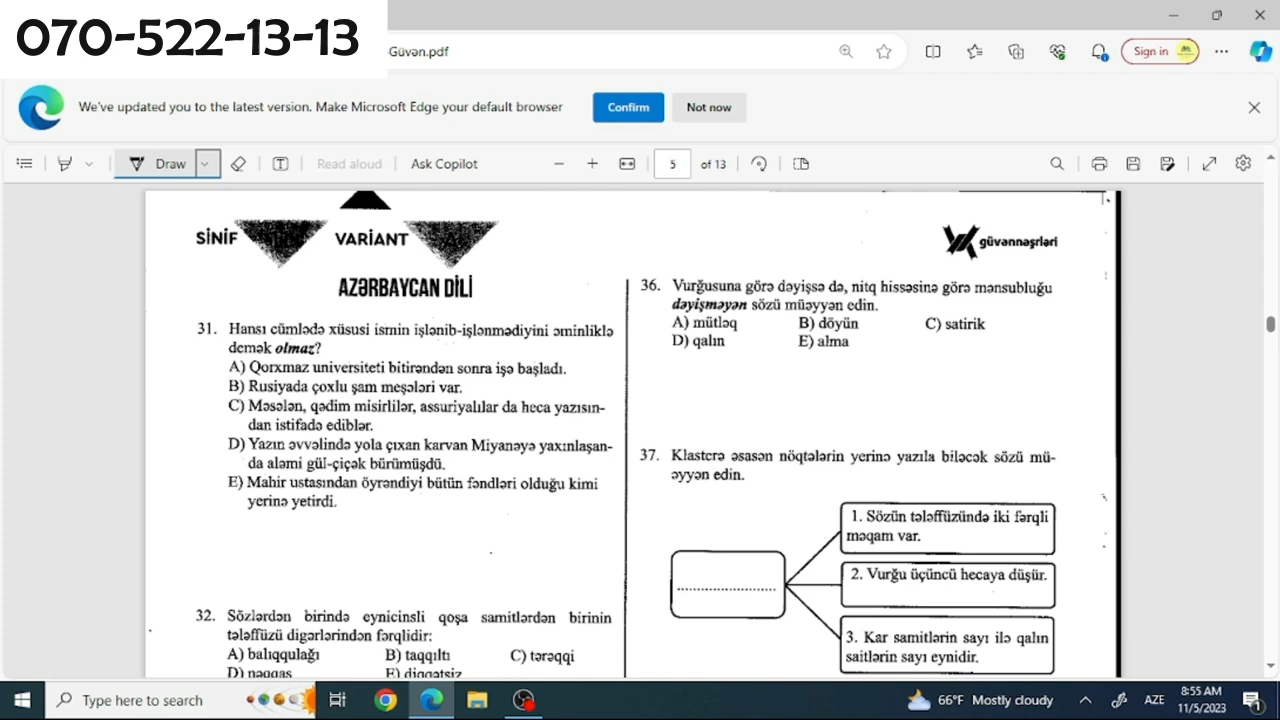 070-522-13-13
-Güvən.pdf
Sign in
We've updated you to the latest version. Make Microsoft Edge your default browser
Confirm
Not now
Draw
Read aloud
Ask Copilot
5
of 13
SİNİF
VARİANT
güvənnəşrləri
AZƏRBAYCAN DİLİ
31. Hansı cümlədə xüsusi ismin işlənib-işlənmədiyini əminliklə
demək olmaz?
A) Qorxmaz universiteti bitirəndən sonra işə başladı.
B) Rusiyada çoxlu şam meşələri var.
C) Məsələn, qədim misirlilər, assuriyalılar da heca yazısın-
dan istifadə ediblər.
D) Yazın əvvəlində yola çıxan karvan Miyanəyə yaxınlaşan-
da aləmi gül-çiçək bürümüşdü.
E) Mahir ustasından öyrəndiyi bütün fəndləri olduğu kimi
yerinə yetirdi.
32. Sözlərdən birində eynicinsli qoşa samitlərdən birinin
tələffüzü digərlərindən fərqlidir:
A) balıqqulağı B) taqqıltı C) tərəqqi
D) nəqqaş E) diqqətsiz
36. Vurğusuna görə dəyişsə də, nitq hissəsinə görə mənsubluğu
dəyişməyən sözü müəyyən edin.
A) mütləq B) döyün C) satirik
D) qalın E) alma
37. Klasterə əsasən nöqtələrin yerinə yazıla biləcək sözü mü-
əyyən edin.
1. Sözün tələffüzündə iki fərqli
məqam var.
..................
2. Vurğu üçüncü hecaya düşür.
3. Kar samitlərin sayı ilə qalın
saitlərin sayı eynidir.
Type here to search
66°F Mostly cloudy
AZE
8:55 AM
11/5/2023
1